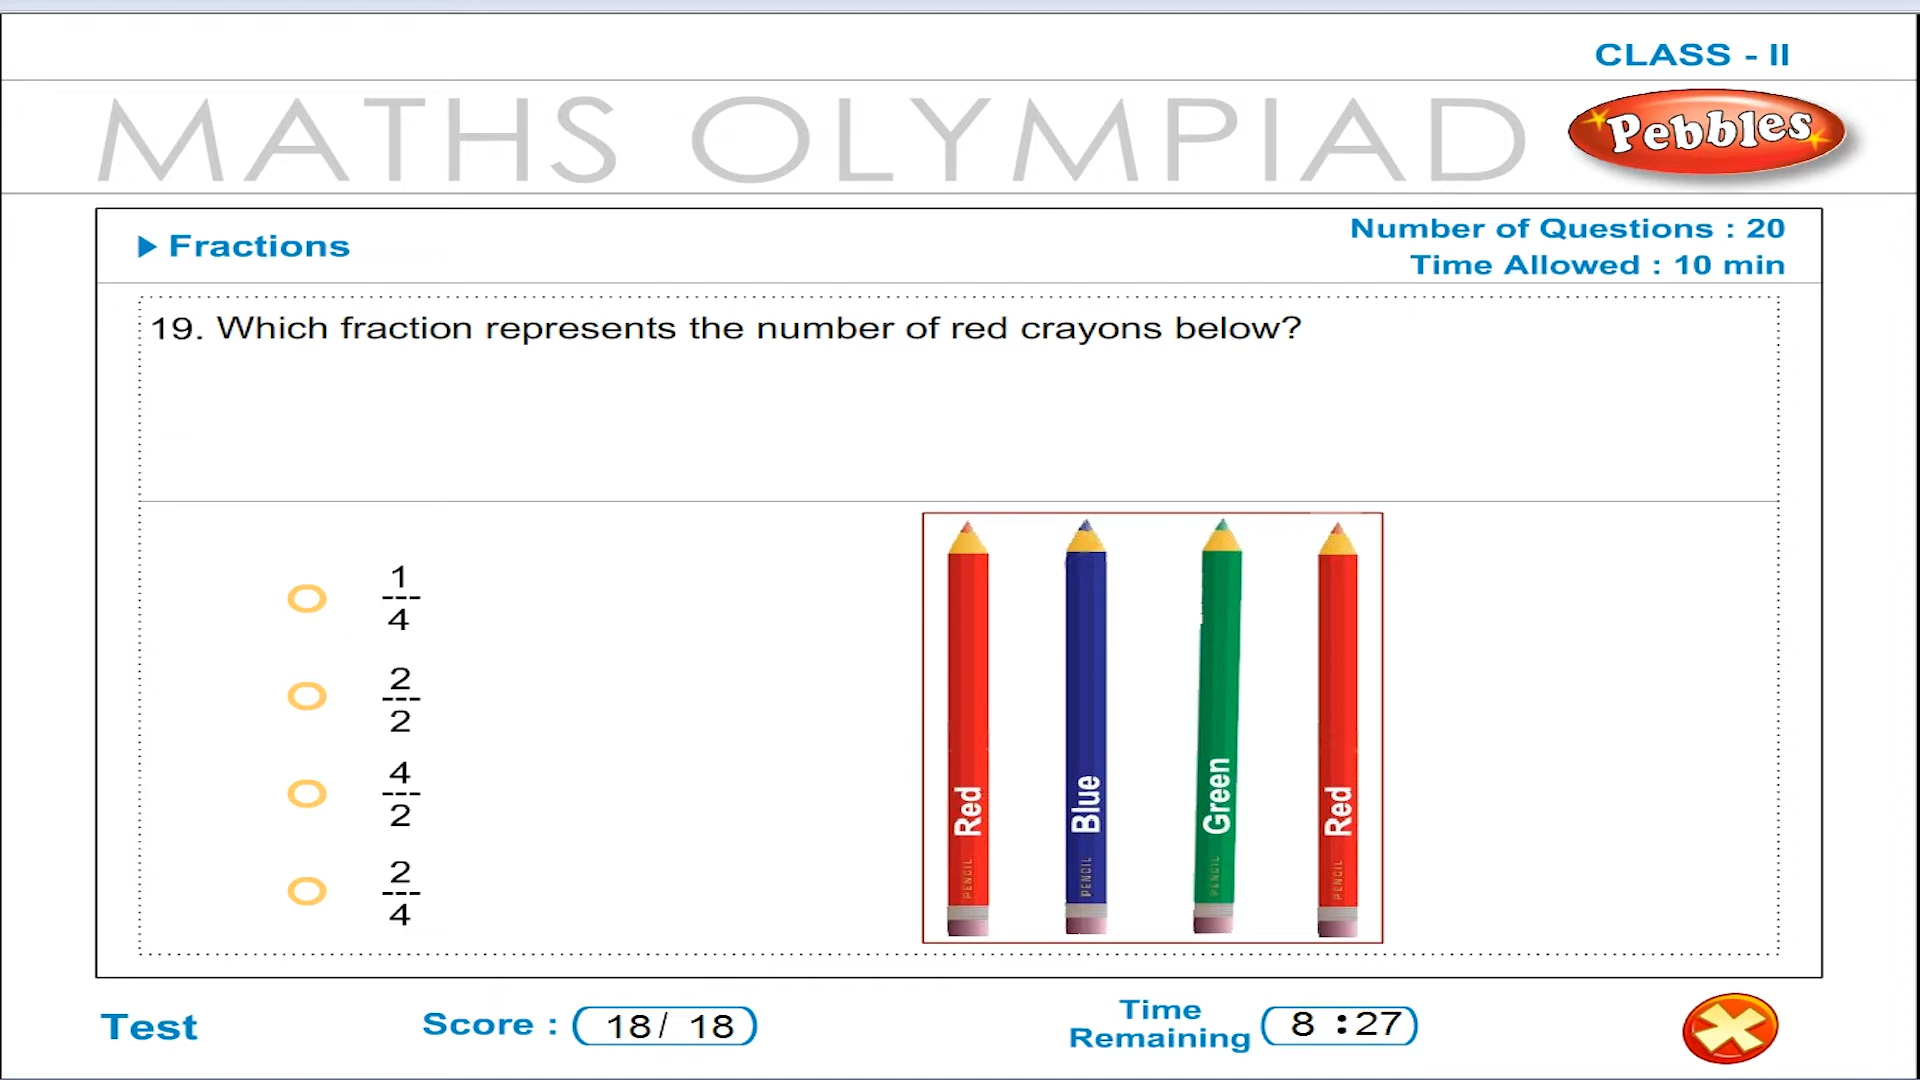 CLASS - II
MATHS OLYMPIAD
Pebbles
Fractions
Number of Questions : 20
Time Allowed : 10 min
19. Which fraction represents the number of red crayons below?
1
---
4
2
---
2
4
---
2
2
---
4
Red
Blue
Green
Red
PENCIL
PENCIL
PENCIL
PENCIL
Test
Score : 18/ 18
Time
Remaining
8 :27